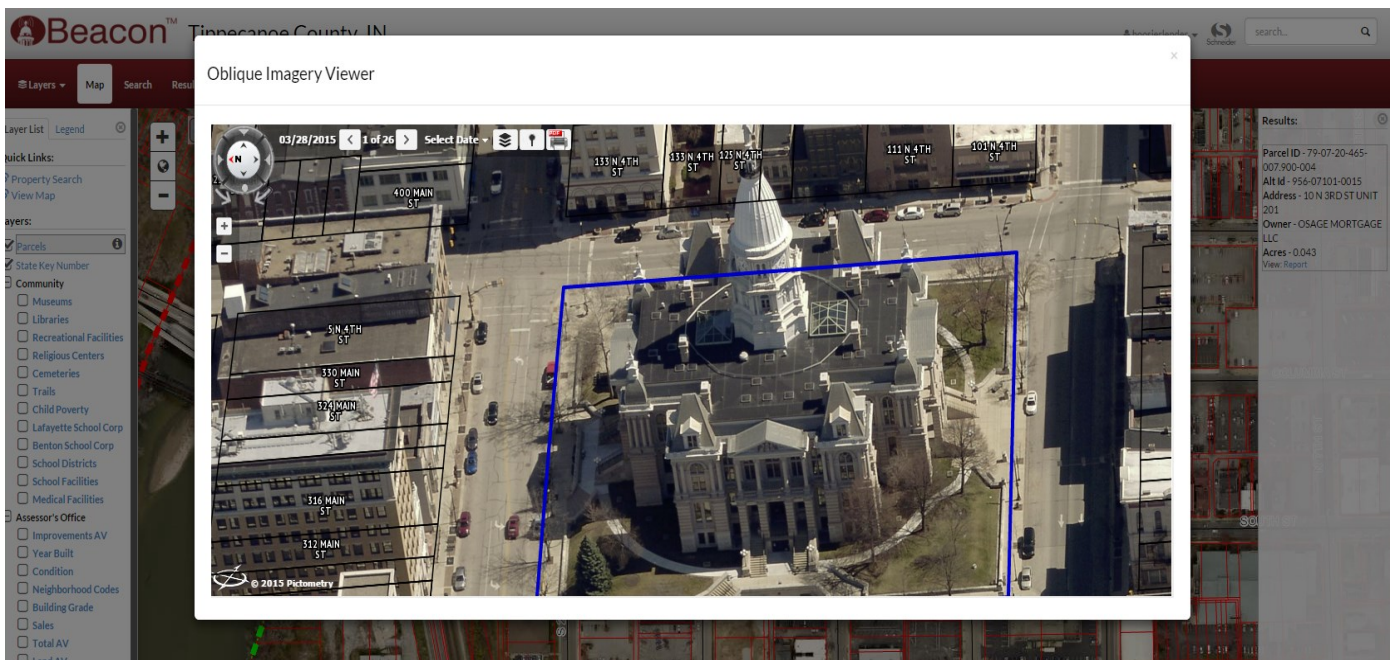 Beacon™ Tippecanoe County, IN
hoosierlender
Schneider
search...
Layers
Map
Search
Resul
Oblique Imagery Viewer
×
Layer List
Legend
Quick Links:
Property Search
View Map
Layers:
Parcels
State Key Number
Community
Museums
Libraries
Recreational Facilities
Religious Centers
Cemeteries
Trails
Child Poverty
Lafayette School Corp
Benton School Corp
School Districts
School Facilities
Medical Facilities
Assessor's Office
Improvements AV
Year Built
Condition
Neighborhood Codes
Building Grade
Sales
Total AV
Land AV
N
03/28/2015
1 of 26
Select Date
PDF
133 N 4TH
ST
133 N 4TH
ST
125 N 4TH
ST
111 N 4TH
ST
101 N 4TH
ST
400 MAIN
ST
5 N 4TH
ST
330 MAIN
ST
324 MAIN
ST
316 MAIN
ST
312 MAIN
ST
© 2015 Pictometry
Results:
Parcel ID - 79-07-20-465-
007.900-004
Alt Id - 956-07101-0015
Address - 10 N 3RD ST UNIT
201
Owner - OSAGE MORTGAGE
LLC
Acres - 0.043
View: Report